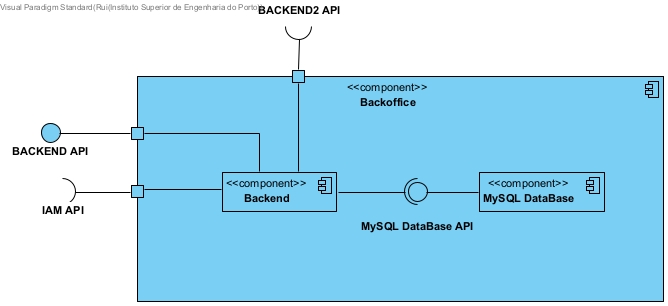 Visual Paradigm Standard(Rui(Instituto Superior de Engenharia do Porto))
BACKEND2 API
<<component>>
Backoffice
BACKEND API
IAM API
<<component>>
Backend
MySQL DataBase API
<<component>>
MySQL DataBase